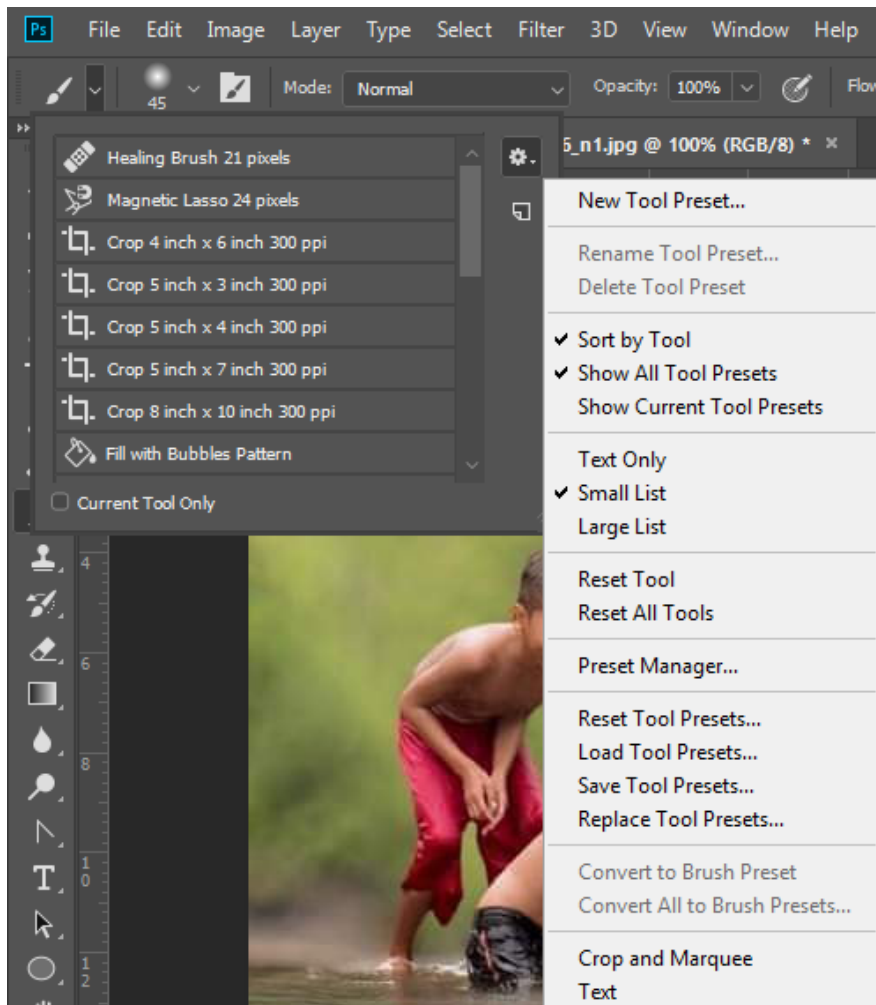 Ps File Edit Image Layer Type Select Filter 3D View Window Help
45 Mode: Normal Opacity: 100%
6_n1.jpg @ 100% (RGB/8) * ×
Healing Brush 21 pixels
Magnetic Lasso 24 pixels
Crop 4 inch x 6 inch 300 ppi
Crop 5 inch x 3 inch 300 ppi
Crop 5 inch x 4 inch 300 ppi
Crop 5 inch x 7 inch 300 ppi
Crop 8 inch x 10 inch 300 ppi
Fill with Bubbles Pattern
Current Tool Only
New Tool Preset...
Rename Tool Preset...
Delete Tool Preset
Sort by Tool
Show All Tool Presets
Show Current Tool Presets
Text Only
Small List
Large List
Reset Tool
Reset All Tools
Preset Manager...
Reset Tool Presets...
Load Tool Presets...
Save Tool Presets...
Replace Tool Presets...
Convert to Brush Preset
Convert All to Brush Presets...
Crop and Marquee
Text
4
6
8
10
12